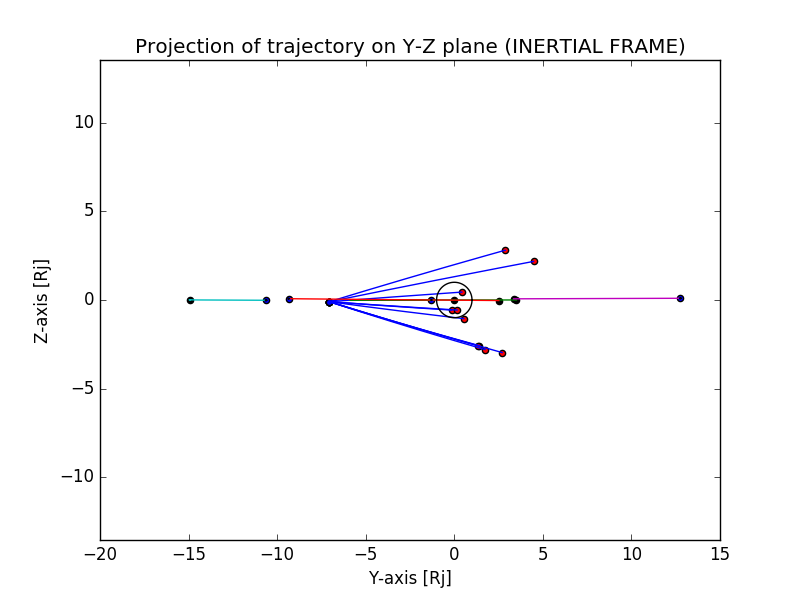 Projection of trajectory on Y-Z plane (INERTIAL FRAME)
10
5
0
−5
−10
Z-axis [Rj]
−20 −15 −10 −5 0 5 10 15
Y-axis [Rj]